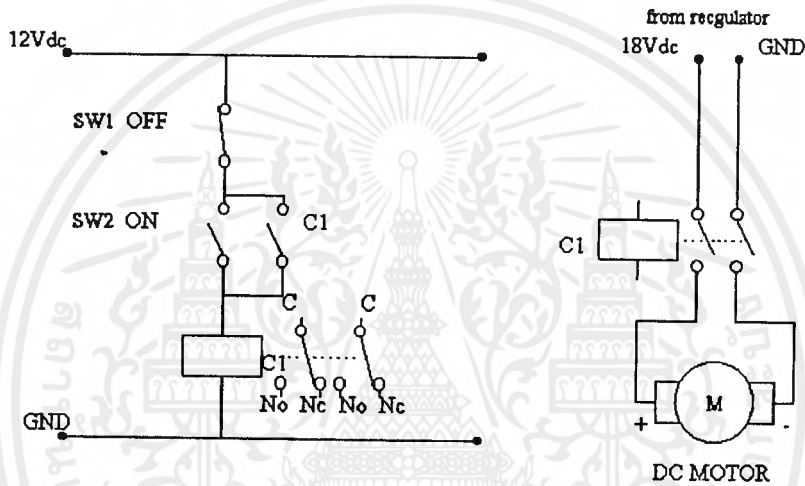 from recgulator
12Vdc
18Vdc
GND
SW1 OFF
SW2 ON
C1
C1
C
C
C1
No
Nc
No
Nc
GND
M
+
-
DC MOTOR